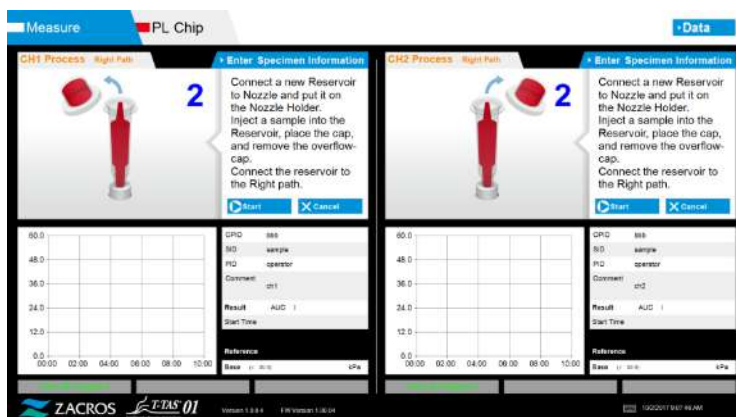 Measure
PL Chip
Data
CH1 Process Right Path
Enter Specimen Information
2
Connect a new Reservoir
to Nozzle and put it on
the Nozzle Holder.
Inject a sample into the
Reservoir, place the cap,
and remove the overflow-
cap.
Connect the reservoir to
the Right path.
Start
Cancel
60.0
48.0
36.0
24.0
12.0
0.0
00:00 02:00 04:00 06:00 08:00 10:00
OPID
SID sample
PID operator
Comment
ch1
Result AUC
Start Time
Reference
Base kPa
CH2 Process Right Path
Enter Specimen Information
2
Connect a new Reservoir
to Nozzle and put it on
the Nozzle Holder.
Inject a sample into the
Reservoir, place the cap,
and remove the overflow-
cap.
Connect the reservoir to
the Right path.
Start
Cancel
60.0
48.0
36.0
24.0
12.0
0.0
00:00 02:00 04:00 06:00 08:00 10:00
OPID
SID sample
PID operator
Comment
ch2
Result AUC
Start Time
Reference
Base kPa
ZACROS
T-TAS 01